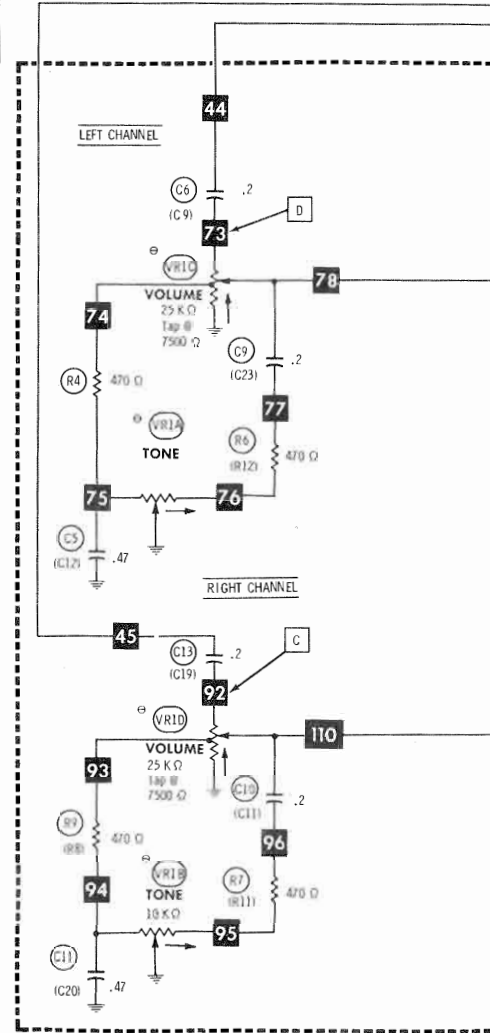 44
LEFT CHANNEL
C6 .2
(C9)
73 D
⊖
VR1C
VOLUME 78
25 KΩ
Tap @
7500 Ω
74
C9
(C23) .2
R4 470 Ω
77
⊖
VR1A
TONE
R6
(R12) 470 Ω
75 76
C5
(C12) .47
RIGHT CHANNEL
45
C13 .2
(C19)
C
92
⊖
VR1D
VOLUME 110
25 KΩ
Tap @
7500 Ω
93
C10
(C11) .2
R9
(R8) 470 Ω
96
⊖
VR1B
TONE
10 KΩ
R7
(R11) 470 Ω
94
95
C11
(C20) .47